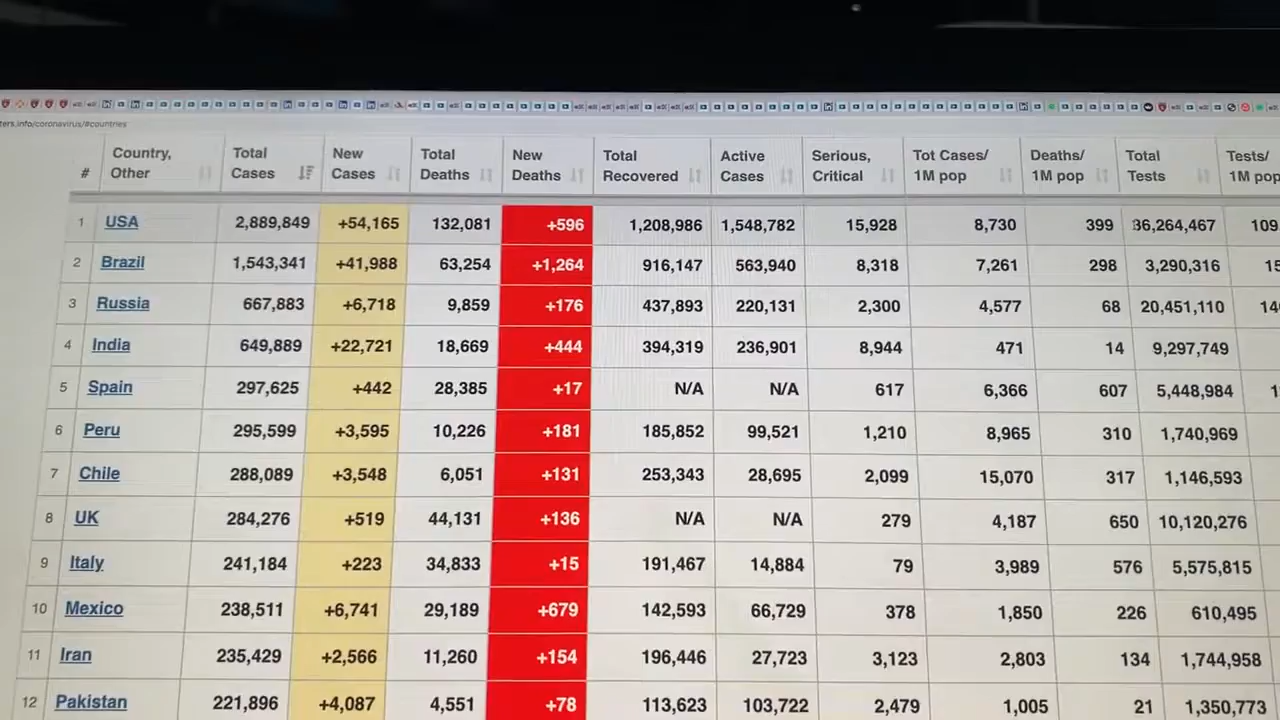 ters.info/coronavirus/#countries
# Country, Other Total Cases New Cases Total Deaths New Deaths Total Recovered Active Cases Serious, Critical Tot Cases/ 1M pop Deaths/ 1M pop Total Tests Tests/ 1M pop
1 USA 2,889,849 +54,165 132,081 +596 1,208,986 1,548,782 15,928 8,730 399 36,264,467 109
2 Brazil 1,543,341 +41,988 63,254 +1,264 916,147 563,940 8,318 7,261 298 3,290,316 15
3 Russia 667,883 +6,718 9,859 +176 437,893 220,131 2,300 4,577 68 20,451,110 14
4 India 649,889 +22,721 18,669 +444 394,319 236,901 8,944 471 14 9,297,749
5 Spain 297,625 +442 28,385 +17 N/A N/A 617 6,366 607 5,448,984
6 Peru 295,599 +3,595 10,226 +181 185,852 99,521 1,210 8,965 310 1,740,969
7 Chile 288,089 +3,548 6,051 +131 253,343 28,695 2,099 15,070 317 1,146,593
8 UK 284,276 +519 44,131 +136 N/A N/A 279 4,187 650 10,120,276
9 Italy 241,184 +223 34,833 +15 191,467 14,884 79 3,989 576 5,575,815
10 Mexico 238,511 +6,741 29,189 +679 142,593 66,729 378 1,850 226 610,495
11 Iran 235,429 +2,566 11,260 +154 196,446 27,723 3,123 2,803 134 1,744,958
12 Pakistan 221,896 +4,087 4,551 +78 113,623 103,722 2,479 1,005 21 1,350,773